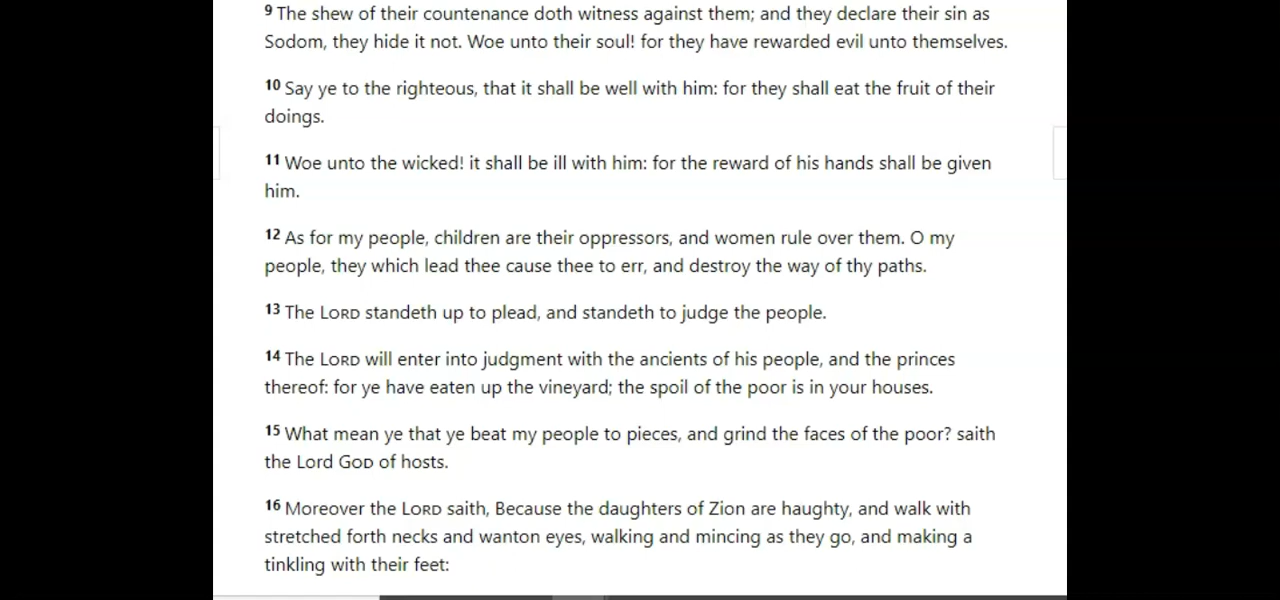 9 The shew of their countenance doth witness against them; and they declare their sin as
Sodom, they hide it not. Woe unto their soul! for they have rewarded evil unto themselves.
10 Say ye to the righteous, that it shall be well with him: for they shall eat the fruit of their
doings.
11 Woe unto the wicked! it shall be ill with him: for the reward of his hands shall be given
him.
12 As for my people, children are their oppressors, and women rule over them. O my
people, they which lead thee cause thee to err, and destroy the way of thy paths.
13 The LORD standeth up to plead, and standeth to judge the people.
14 The LORD will enter into judgment with the ancients of his people, and the princes
thereof: for ye have eaten up the vineyard; the spoil of the poor is in your houses.
15 What mean ye that ye beat my people to pieces, and grind the faces of the poor? saith
the Lord GOD of hosts.
16 Moreover the LORD saith, Because the daughters of Zion are haughty, and walk with
stretched forth necks and wanton eyes, walking and mincing as they go, and making a
tinkling with their feet: